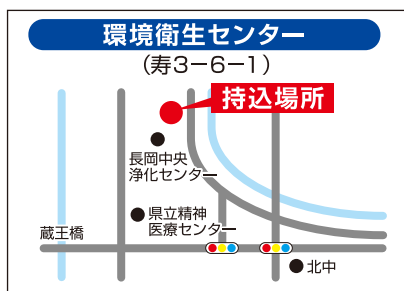 環境衛生センター
(寿3-6-1)
持込場所
長岡中央
浄化センター
県立精神
医療センター
蔵王橋
北中